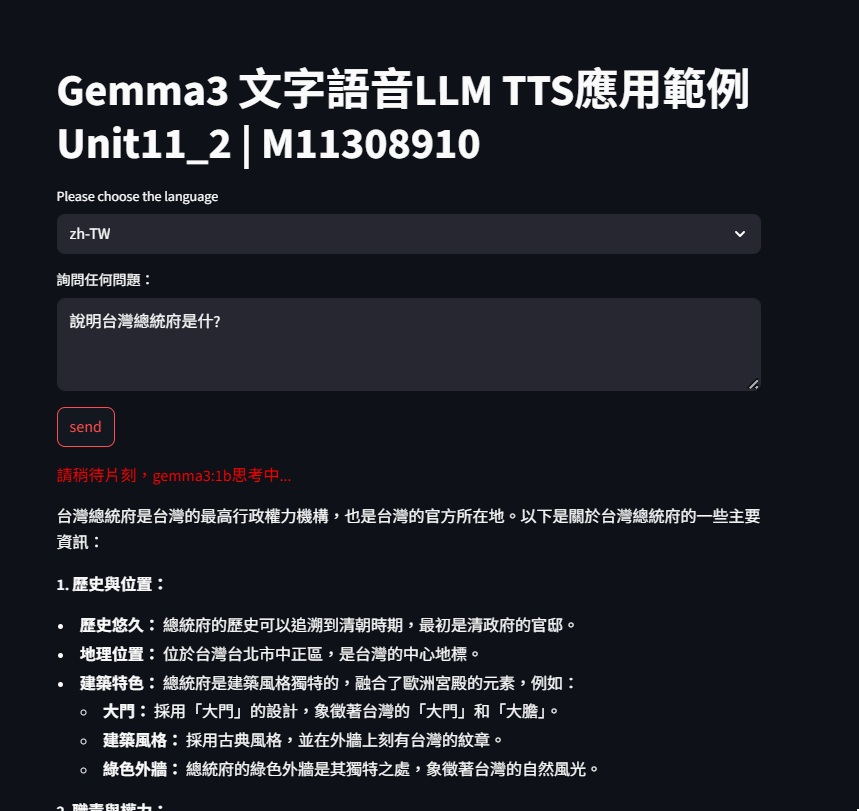 Gemma3 文字語音LLM TTS應用範例
Unit11_2 | M11308910
Please choose the language
zh-TW
詢問任何問題：
說明台灣總統府是什?
send
請稍待片刻，gemma3:1b思考中...
台灣總統府是台灣的最高行政權力機構，也是台灣的官方所在地。以下是關於台灣總統府的一些主要
資訊：
1. 歷史與位置：
• 歷史悠久： 總統府的歷史可以追溯到清朝時期，最初是清政府的官邸。
• 地理位置： 位於台灣台北市中正區，是台灣的中心地標。
• 建築特色： 總統府是建築風格獨特的，融合了歐洲宮殿的元素，例如：
◦ 大門： 採用「大門」的設計，象徵著台灣的「大門」和「大膽」。
◦ 建築風格： 採用古典風格，並在外牆上刻有台灣的紋章。
◦ 綠色外牆： 總統府的綠色外牆是其獨特之處，象徵著台灣的自然風光。
2. 職責與權力：